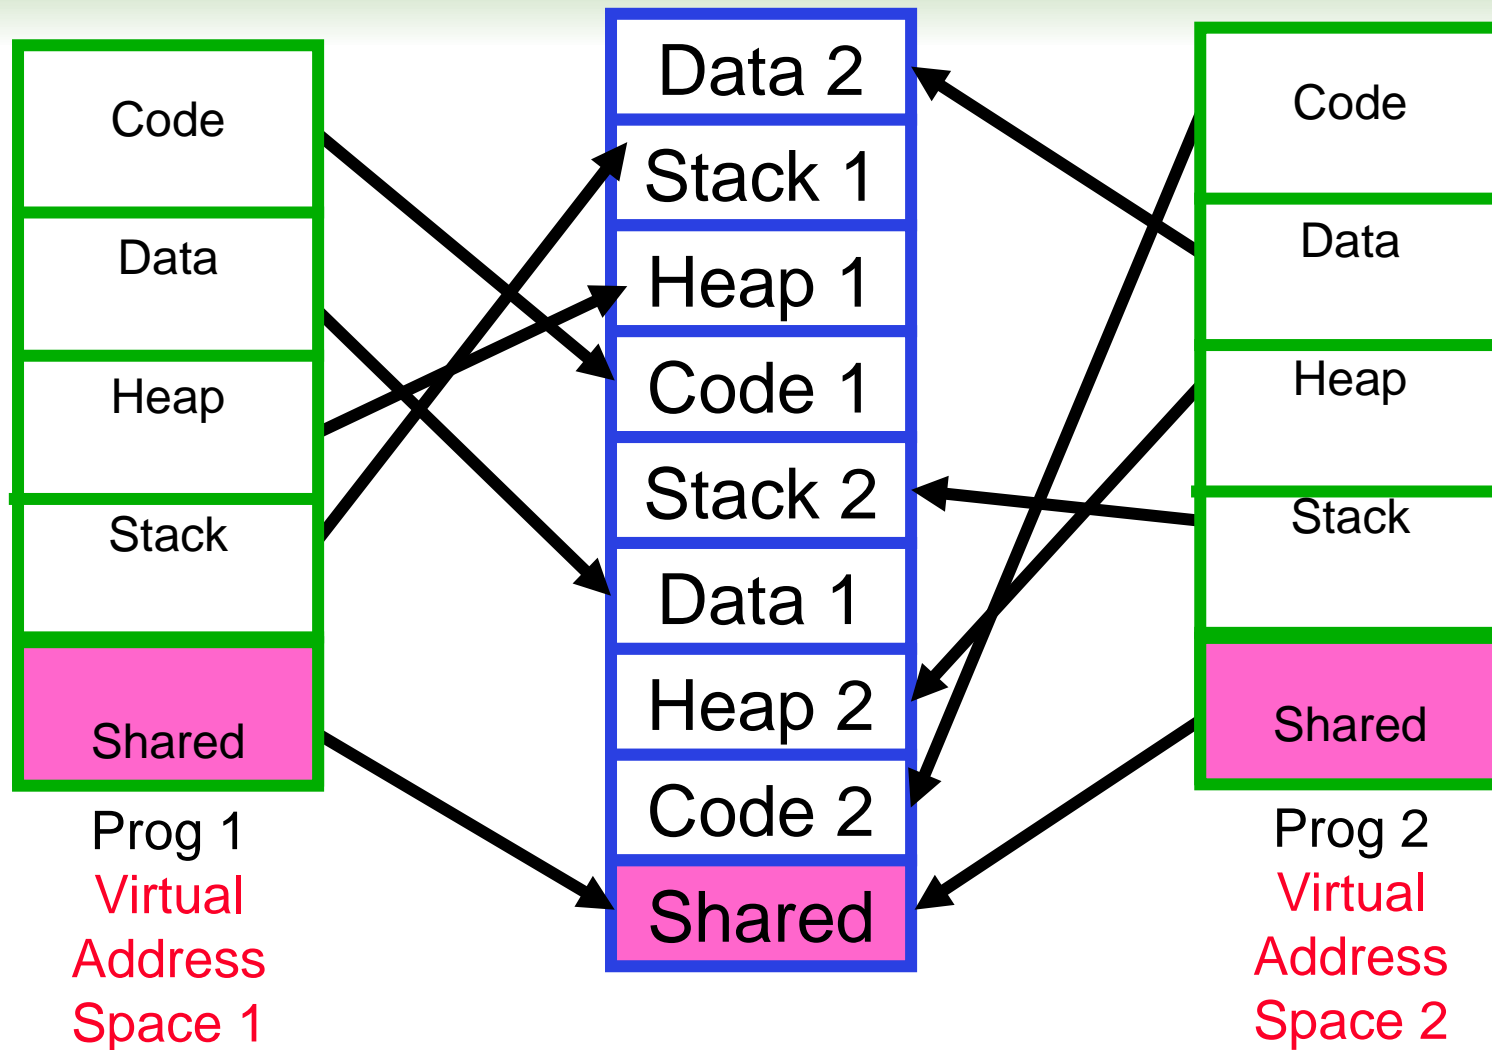 Code
Data
Heap
Stack
Shared
Prog 1
Virtual
Address
Space 1
Data 2
Stack 1
Heap 1
Code 1
Stack 2
Data 1
Heap 2
Code 2
Shared
Code
Data
Heap
Stack
Shared
Prog 2
Virtual
Address
Space 2